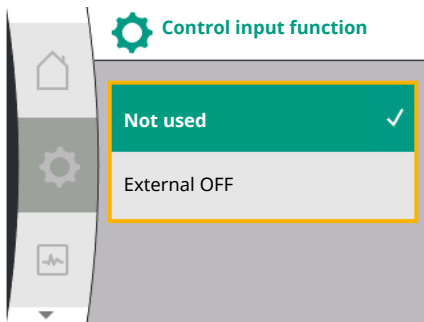 Control input function
Not used
External OFF